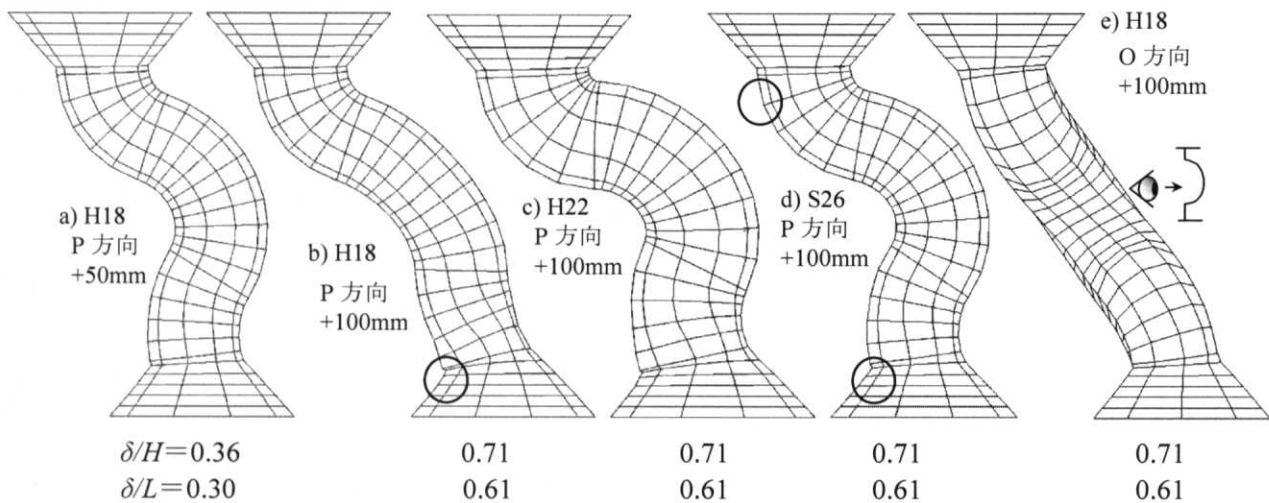 a) H18
P 方向
+50mm
b) H18
P 方向
+100mm
c) H22
P 方向
+100mm
d) S26
P 方向
+100mm
e) H18
O 方向
+100mm
δ/H＝0.36 0.71 0.71 0.71 0.71
δ/L＝0.30 0.61 0.61 0.61 0.61